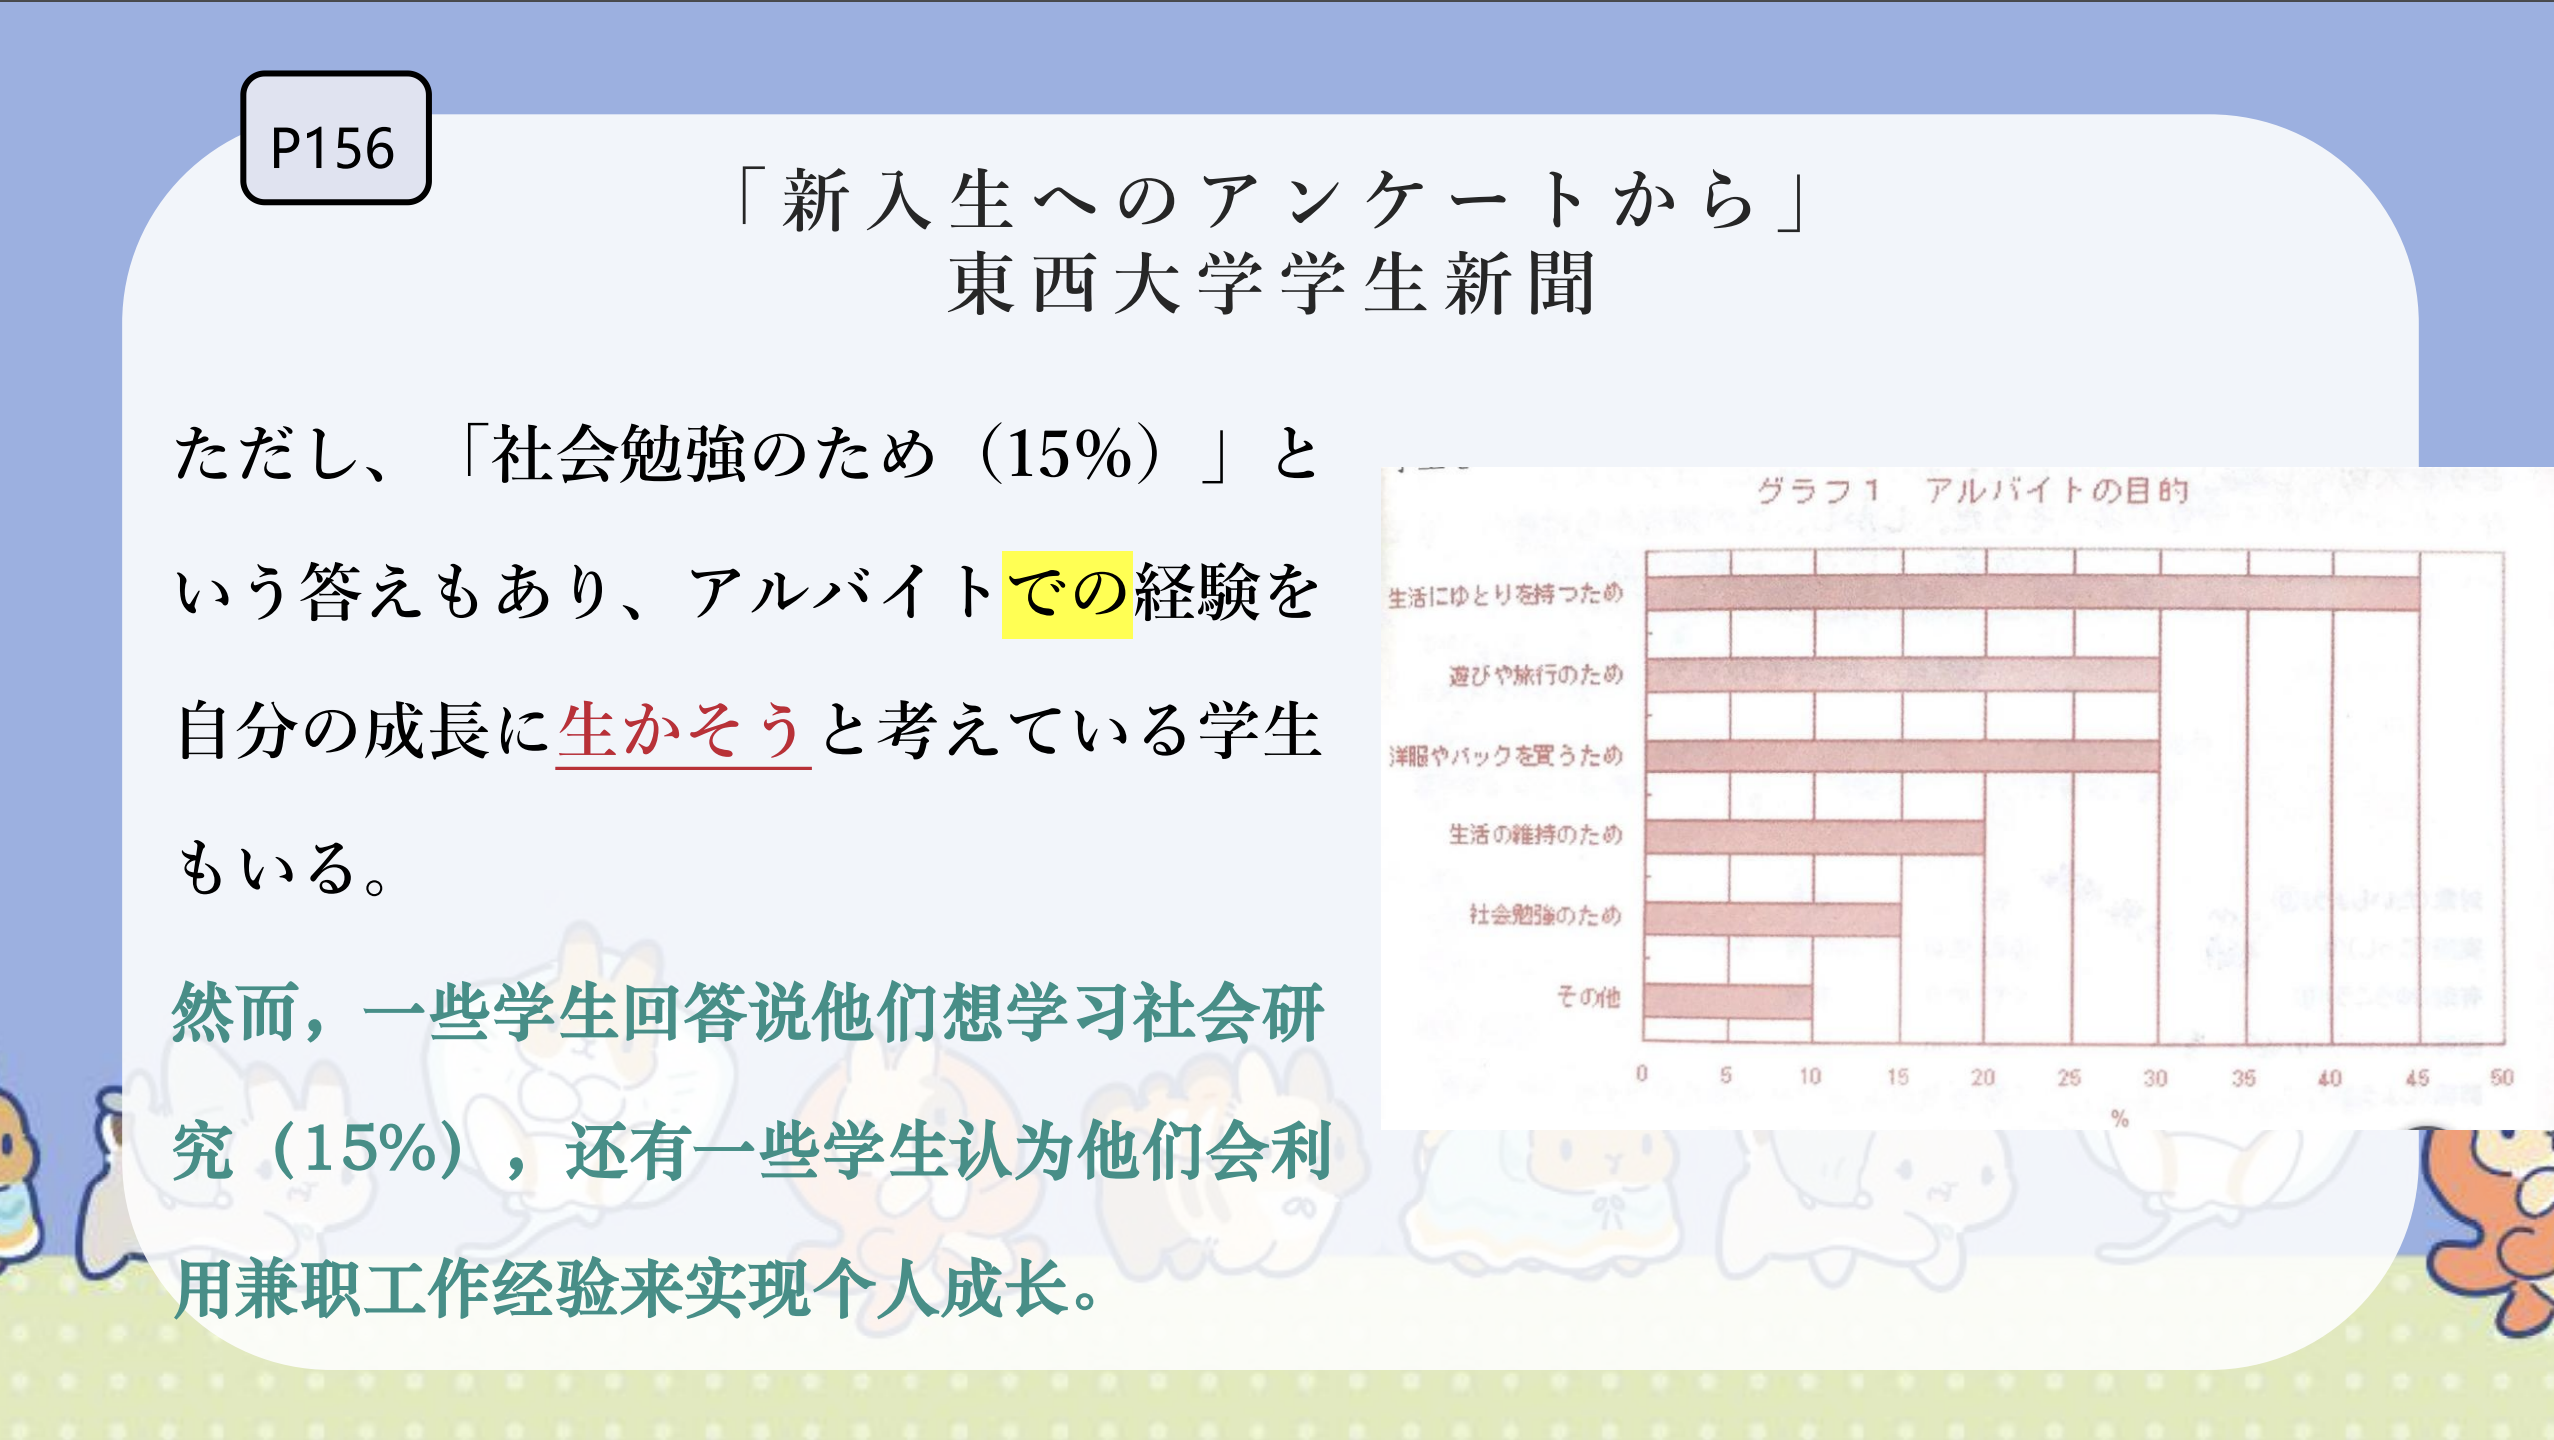 P156
「新入生へのアンケートから」
東西大学学生新聞
ただし、「社会勉強のため（15%）」と
いう答えもあり、アルバイトでの経験を
自分の成長に生かそうと考えている学生
もいる。
然而，一些学生回答说他们想学习社会研
究（15%），还有一些学生认为他们会利
用兼职工作经验来实现个人成长。
グラフ1 アルバイトの目的
生活にゆとりを持つため
遊びや旅行のため
洋服やバックを買うため
生活の維持のため
社会勉強のため
その他
0 5 10 15 20 25 30 35 40 45 50
%